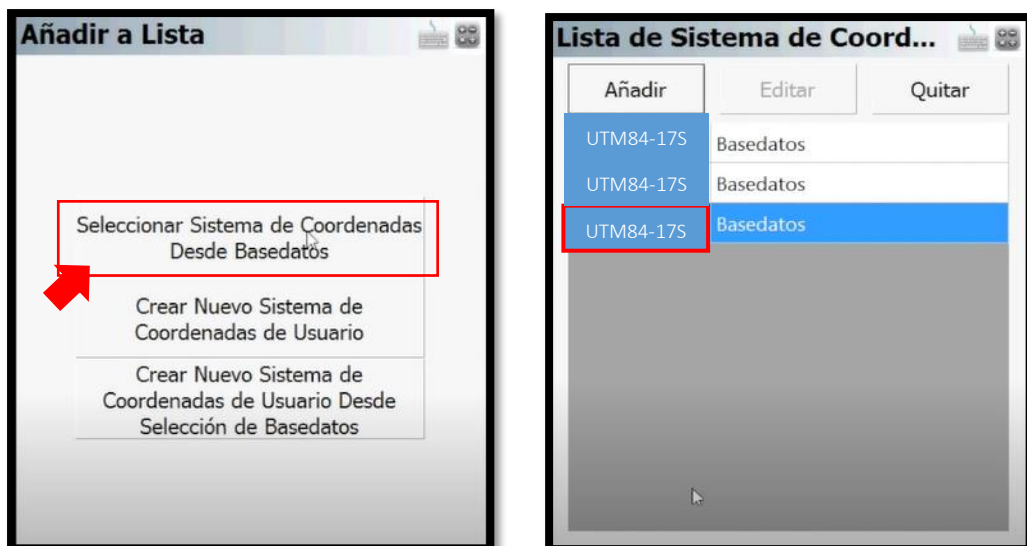 Añadir a Lista
Seleccionar Sistema de Coordenadas
Desde Basedatos
Crear Nuevo Sistema de
Coordenadas de Usuario
Crear Nuevo Sistema de
Coordenadas de Usuario Desde
Selección de Basedatos
Lista de Sistema de Coord...
Añadir Editar Quitar
UTM84-17S Basedatos
UTM84-17S Basedatos
UTM84-17S Basedatos